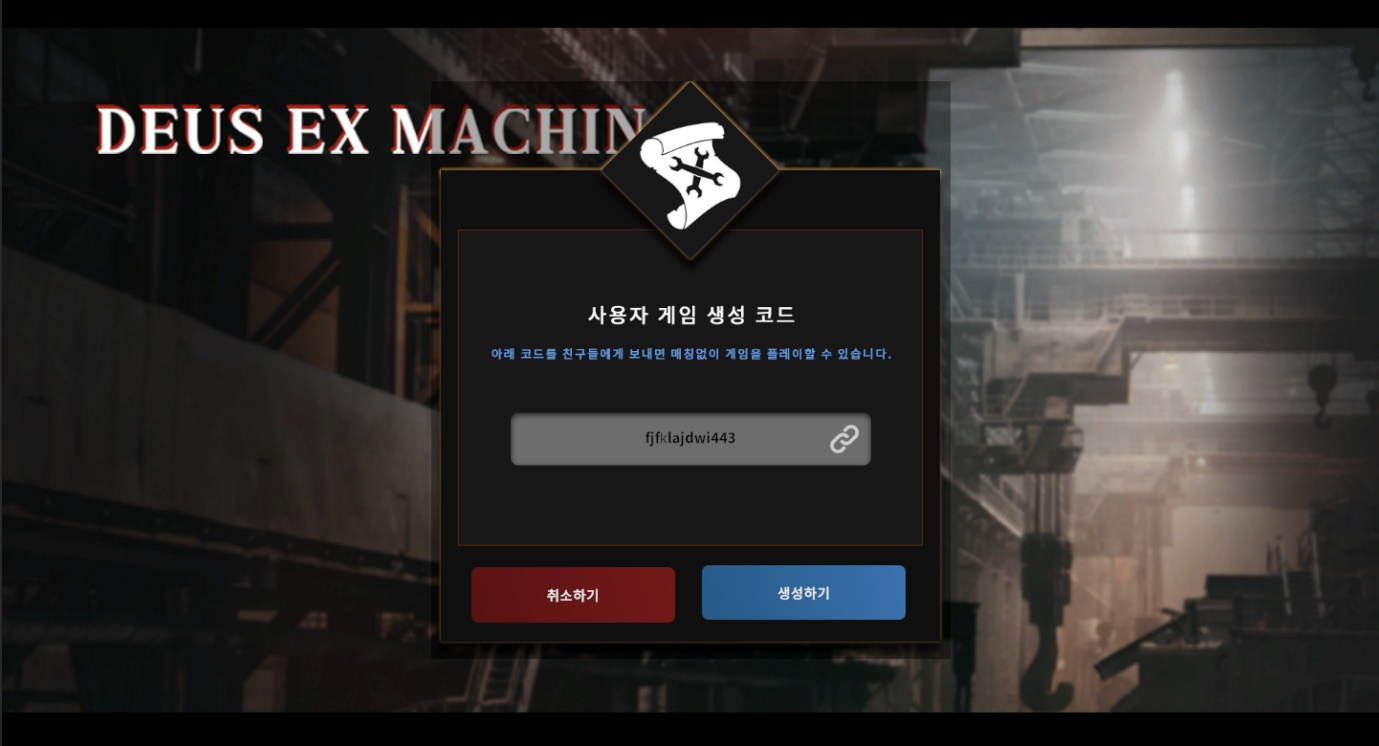 DEUS EX MACHIN
사용자 게임 생성 코드
아래 코드를 친구들에게 보내면 매칭없이 게임을 플레이할 수 있습니다.
fjfklajdwi443
취소하기
생성하기